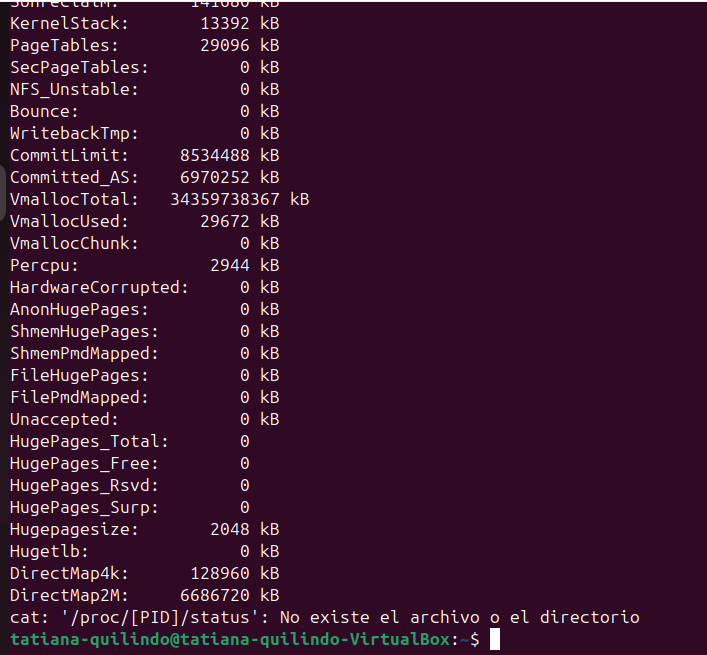 KernelStack: 13392 kB
PageTables: 29096 kB
SecPageTables: 0 kB
NFS_Unstable: 0 kB
Bounce: 0 kB
WritebackTmp: 0 kB
CommitLimit: 8534488 kB
Committed_AS: 6970252 kB
VmallocTotal: 34359738367 kB
VmallocUsed: 29672 kB
VmallocChunk: 0 kB
Percpu: 2944 kB
HardwareCorrupted: 0 kB
AnonHugePages: 0 kB
ShmemHugePages: 0 kB
ShmemPmdMapped: 0 kB
FileHugePages: 0 kB
FilePmdMapped: 0 kB
Unaccepted: 0 kB
HugePages_Total: 0
HugePages_Free: 0
HugePages_Rsvd: 0
HugePages_Surp: 0
Hugepagesize: 2048 kB
Hugetlb: 0 kB
DirectMap4k: 128960 kB
DirectMap2M: 6686720 kB
cat: '/proc/[PID]/status': No existe el archivo o el directorio
tatiana-quilindo@tatiana-quilindo-VirtualBox:~$